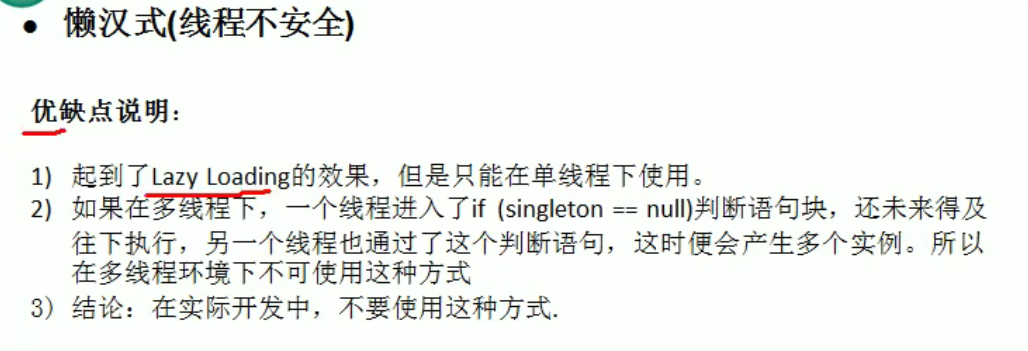 • 懒汉式(线程不安全)
优缺点说明：
1) 起到了Lazy Loading的效果，但是只能在单线程下使用。
2) 如果在多线程下，一个线程进入了if (singleton == null)判断语句块，还未来得及
往下执行，另一个线程也通过了这个判断语句，这时便会产生多个实例。所以
在多线程环境下不可使用这种方式
3) 结论：在实际开发中，不要使用这种方式.